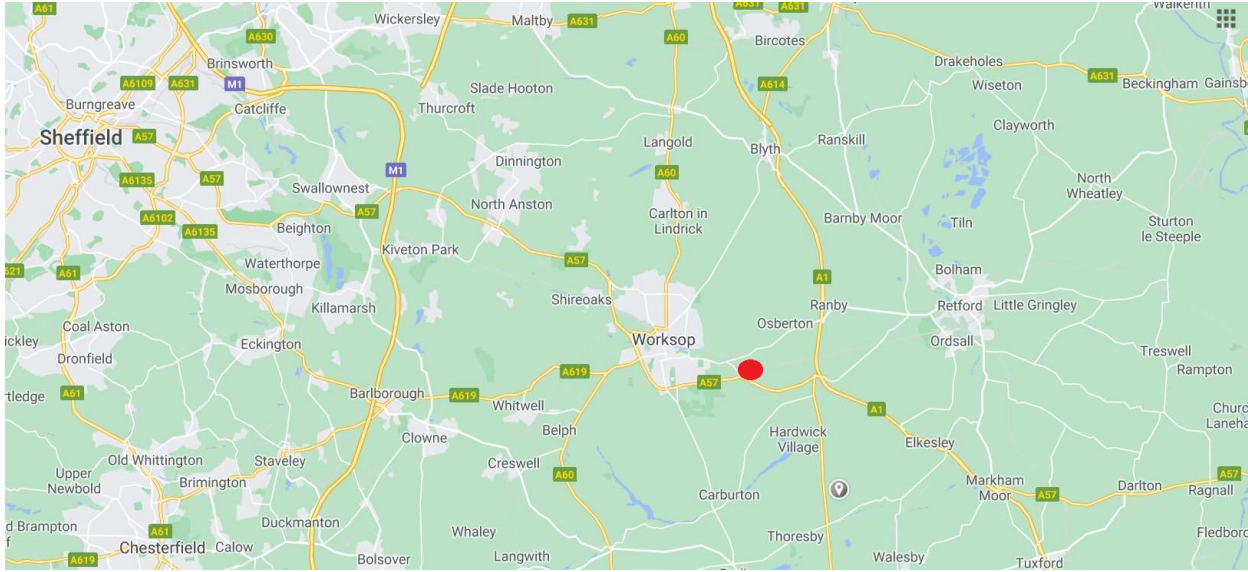 A61
Wickersley
Maltby
A631
A631
A631
Walkerith
A630
A60
Bircotes
Brinsworth
Drakeholes
A6109
A631
M1
Slade Hooton
A614
Wiseton
A631
Beckingham
Gainsb
Burngreave
Catcliffe
Thurcroft
Clayworth
Sheffield
A57
Langold
Blyth
Ranskill
Dinnington
M1
A60
A6135
A57
Swallownest
North
Wheatley
North Anston
A57
Carlton in
Lindrick
Barnby Moor
Tiln
Sturton
le Steeple
A6102
A6135
Beighton
Kiveton Park
A57
Waterthorpe
621
A61
Bolham
A1
Mosborough
Killamarsh
Shireoaks
Ranby
Retford
Little Gringley
Coal Aston
Osberton
ickley
Eckington
Worksop
Ordsall
Dronfield
Treswell
A619
Rampton
A57
rtledge
A61
Barlborough
A619
Whitwell
A1
Churc
Laneha
Clowne
Belph
Hardwick
Village
Elkesley
Old Whittington
Staveley
Creswell
Upper
Newbold
Brimington
A60
Markham
Moor
A57
Darlton
A57
Ragnall
Carburton
d Brampton
f
A61
Duckmanton
Whaley
Thoresby
Fledbor
Chesterfield
Calow
A619
Bolsover
Langwith
Walesby
Tuxford